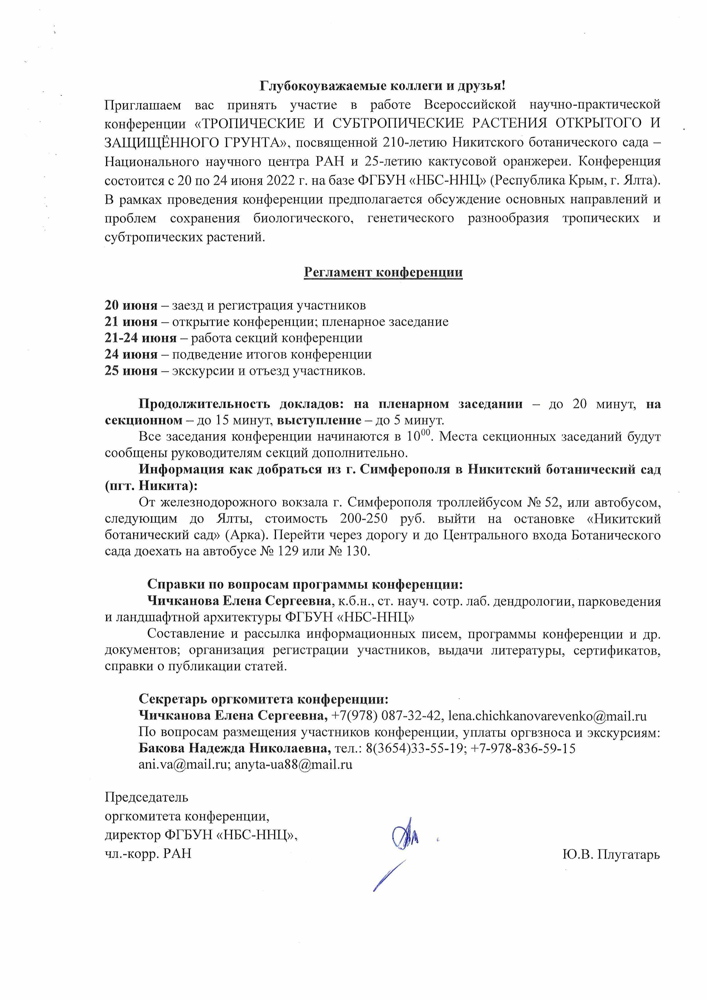 Глубокоуважаемые коллеги и друзья!
Приглашаем вас принять участие в работе Всероссийской научно-практической
конференции «ТРОПИЧЕСКИЕ И СУБТРОПИЧЕСКИЕ РАСТЕНИЯ ОТКРЫТОГО И
ЗАЩИЩЁННОГО ГРУНТА», посвященной 210-летию Никитского ботанического сада –
Национального научного центра РАН и 25-летию кактусовой оранжереи. Конференция
состоится с 20 по 24 июня 2022 г. на базе ФГБУН «НБС-ННЦ» (Республика Крым, г. Ялта).
В рамках проведения конференции предполагается обсуждение основных направлений и
проблем сохранения биологического, генетического разнообразия тропических и
субтропических растений.
Регламент конференции
20 июня – заезд и регистрация участников
21 июня – открытие конференции; пленарное заседание
21-24 июня – работа секций конференции
24 июня – подведение итогов конференции
25 июня – экскурсии и отъезд участников.
Продолжительность докладов: на пленарном заседании – до 20 минут, на
секционном – до 15 минут, выступление – до 5 минут.
Все заседания конференции начинаются в 10⁰⁰. Места секционных заседаний будут
сообщены руководителям секций дополнительно.
Информация как добраться из г. Симферополя в Никитский ботанический сад
(пгт. Никита):
От железнодорожного вокзала г. Симферополя троллейбусом № 52, или автобусом,
следующим до Ялты, стоимость 200-250 руб. выйти на остановке «Никитский
ботанический сад» (Арка). Перейти через дорогу и до Центрального входа Ботанического
сада доехать на автобусе № 129 или № 130.
Справки по вопросам программы конференции:
Чичканова Елена Сергеевна, к.б.н., ст. науч. сотр. лаб. дендрологии, парковедения
и ландшафтной архитектуры ФГБУН «НБС-ННЦ»
Составление и рассылка информационных писем, программы конференции и др.
документов; организация регистрации участников, выдачи литературы, сертификатов,
справки о публикации статей.
Секретарь оргкомитета конференции:
Чичканова Елена Сергеевна, +7(978) 087-32-42, lena.chichkanovarevenko@mail.ru
По вопросам размещения участников конференции, уплаты оргвзноса и экскурсиям:
Бакова Надежда Николаевна, тел.: 8(3654)33-55-19; +7-978-836-59-15
ani.va@mail.ru; anyta-ua88@mail.ru
Председатель
оргкомитета конференции,
директор ФГБУН «НБС-ННЦ»,
чл.-корр. РАН Ю.В. Плугатарь